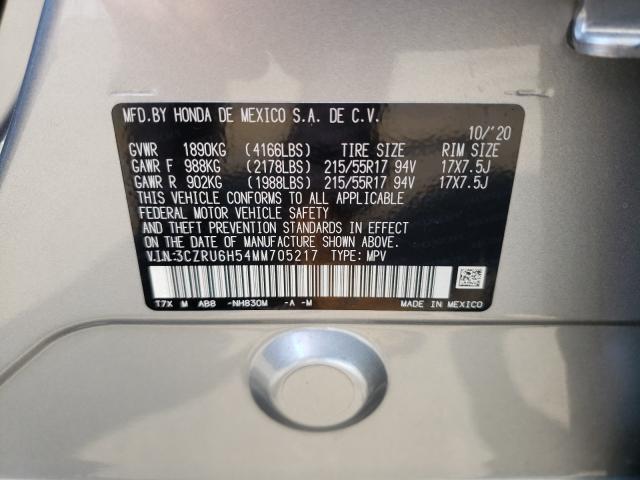 MFD.BY HONDA DE MEXICO S.A. DE C.V.
10/'20
GVWR 1890KG (4166LBS) TIRE SIZE RIM SIZE
GAWR F 988KG (2178LBS) 215/55R17 94V 17X7.5J
GAWR R 902KG (1988LBS) 215/55R17 94V 17X7.5J
THIS VEHICLE CONFORMS TO ALL APPLICABLE
FEDERAL MOTOR VEHICLE SAFETY
AND THEFT PREVENTION STANDARDS IN EFFECT ON THE
DATE OF MANUFACTURE SHOWN ABOVE.
V.I.N:3CZRU6H54MM705217 TYPE: MPV
T7X M AB8 -NH830M -A -M MADE IN MEXICO